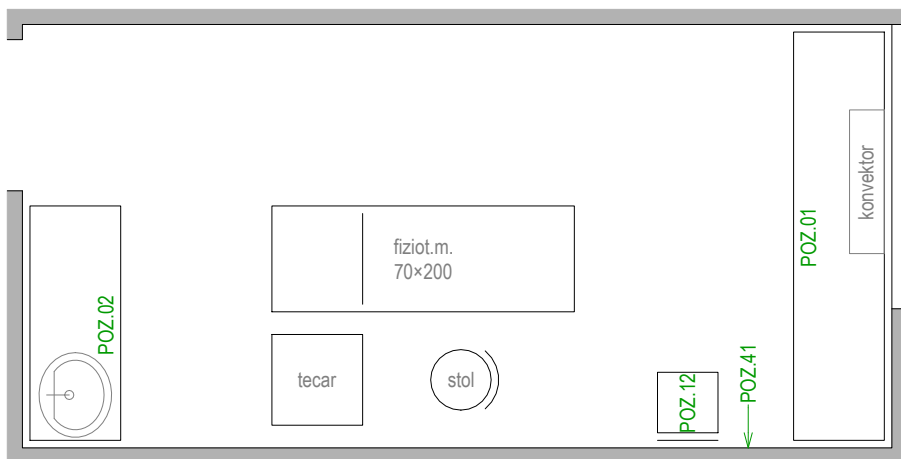 konvektor
POZ.01
fiziot.m.
70×200
POZ.02
tecar
stol
POZ.12
POZ.41